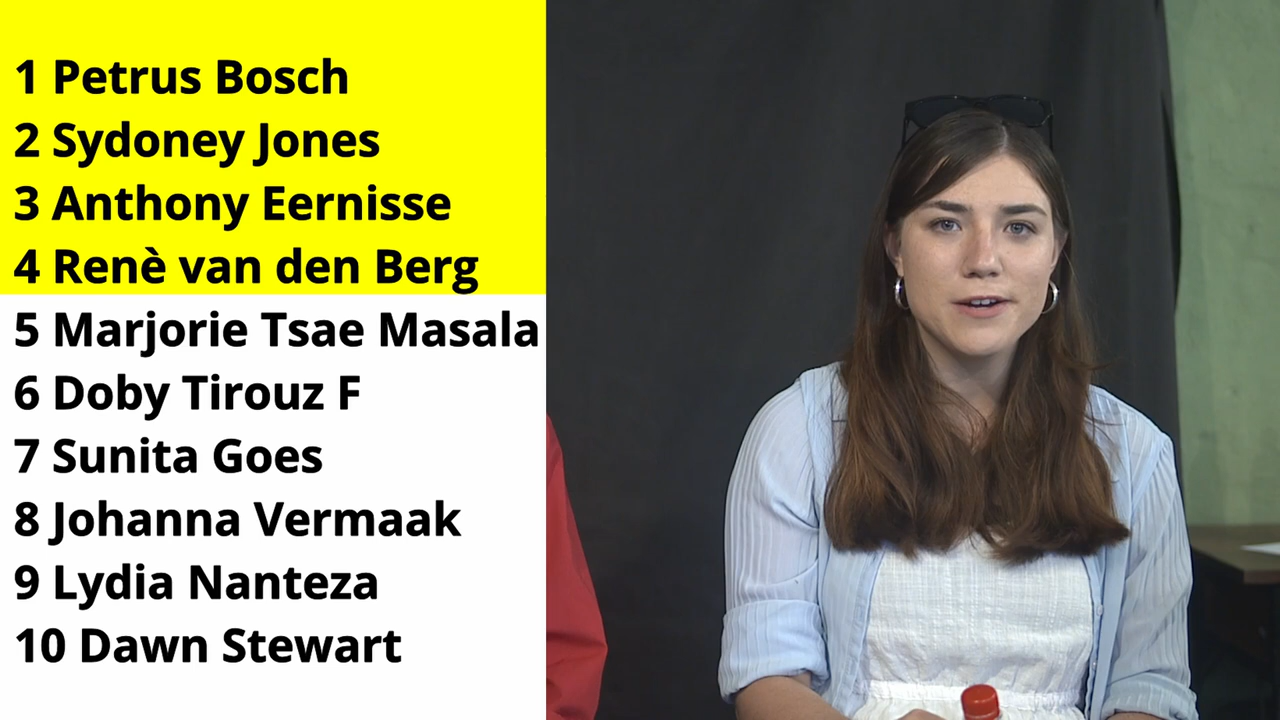 1 Petrus Bosch
2 Sydoney Jones
3 Anthony Eernisse
4 Renè van den Berg
5 Marjorie Tsae Masala
6 Doby Tirouz F
7 Sunita Goes
8 Johanna Vermaak
9 Lydia Nanteza
10 Dawn Stewart